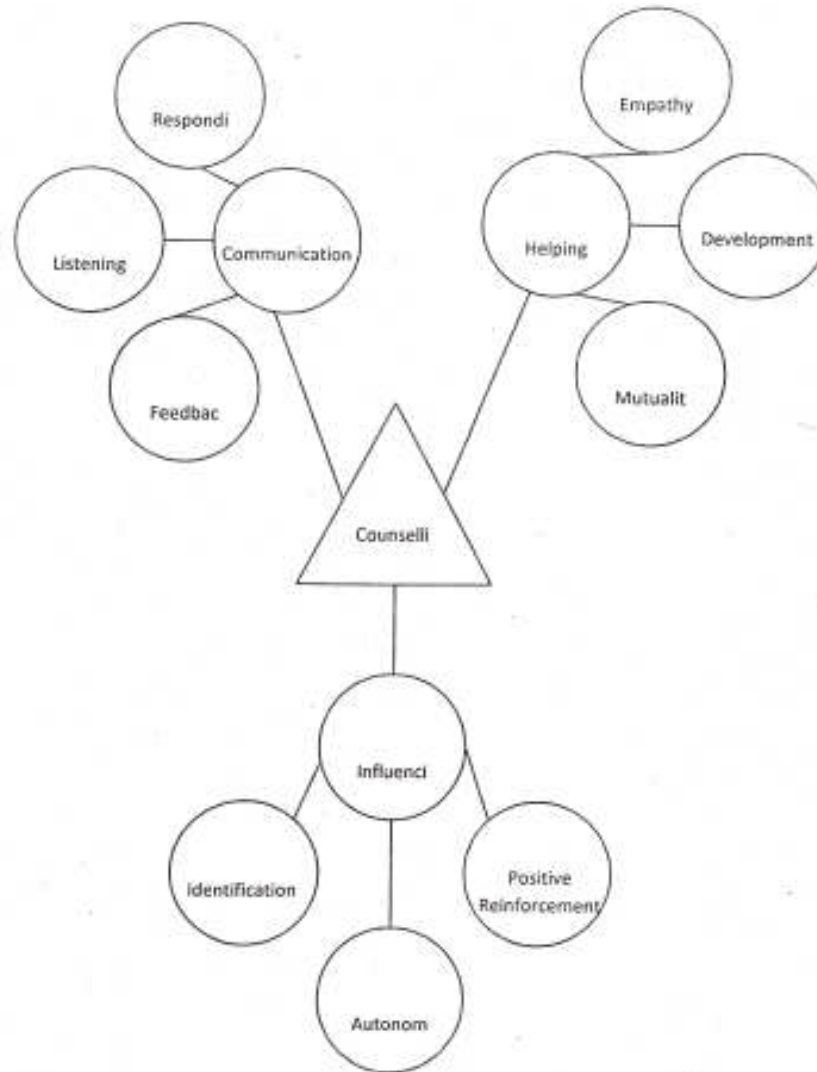 Respondi
Empathy
Listening
Communication
Helping
Development
Feedbac
Mutualit
Counselli
Influenci
Identification
Positive
Reinforcement
Autonom